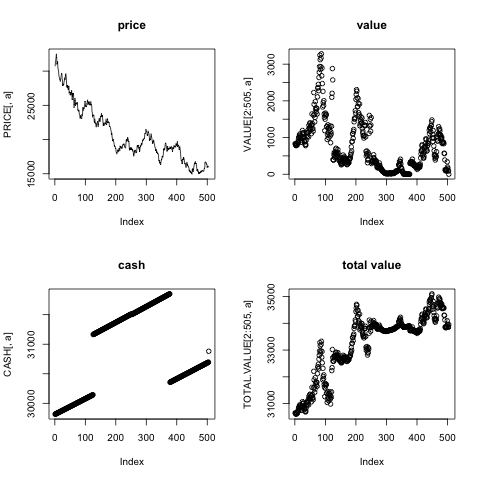 price
PRICE[, a]
15000 25000
0 100 200 300 400 500
Index
value
VALUE[2:505, a]
0 1000 2000 3000
0 100 200 300 400 500
Index
cash
CASH[, a]
30000 31000
0 100 200 300 400 500
Index
total value
TOTAL.VALUE[2:505, a]
31000 33000 35000
0 100 200 300 400 500
Index